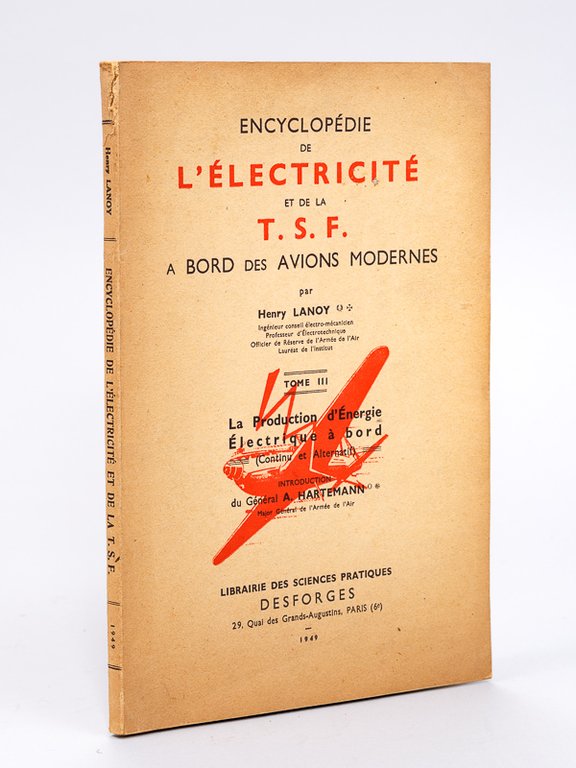 Henry LANOY
ENCYCLOPÉDIE DE L'ÉLECTRICITÉ ET DE LA T. S. F.
1949
ENCYCLOPÉDIE
DE
L'ÉLECTRICITÉ
ET DE LA
T. S. F.
A BORD DES AVIONS MODERNES
par
Henry LANOY
Ingénieur conseil électro-mécanicien
Professeur d'Électrotechnique
Officier de Réserve de l'Armée de l'Air
Lauréat de l'Institut
TOME III
La Production d'Énergie
Électrique à bord
(Continu et Alternatif)
INTRODUCTION
du Général A. HARTEMANN
Major Général de l'Armée de l'Air
LIBRAIRIE DES SCIENCES PRATIQUES
DESFORGES
29, Quai des Grands-Augustins, PARIS (6e)
1949